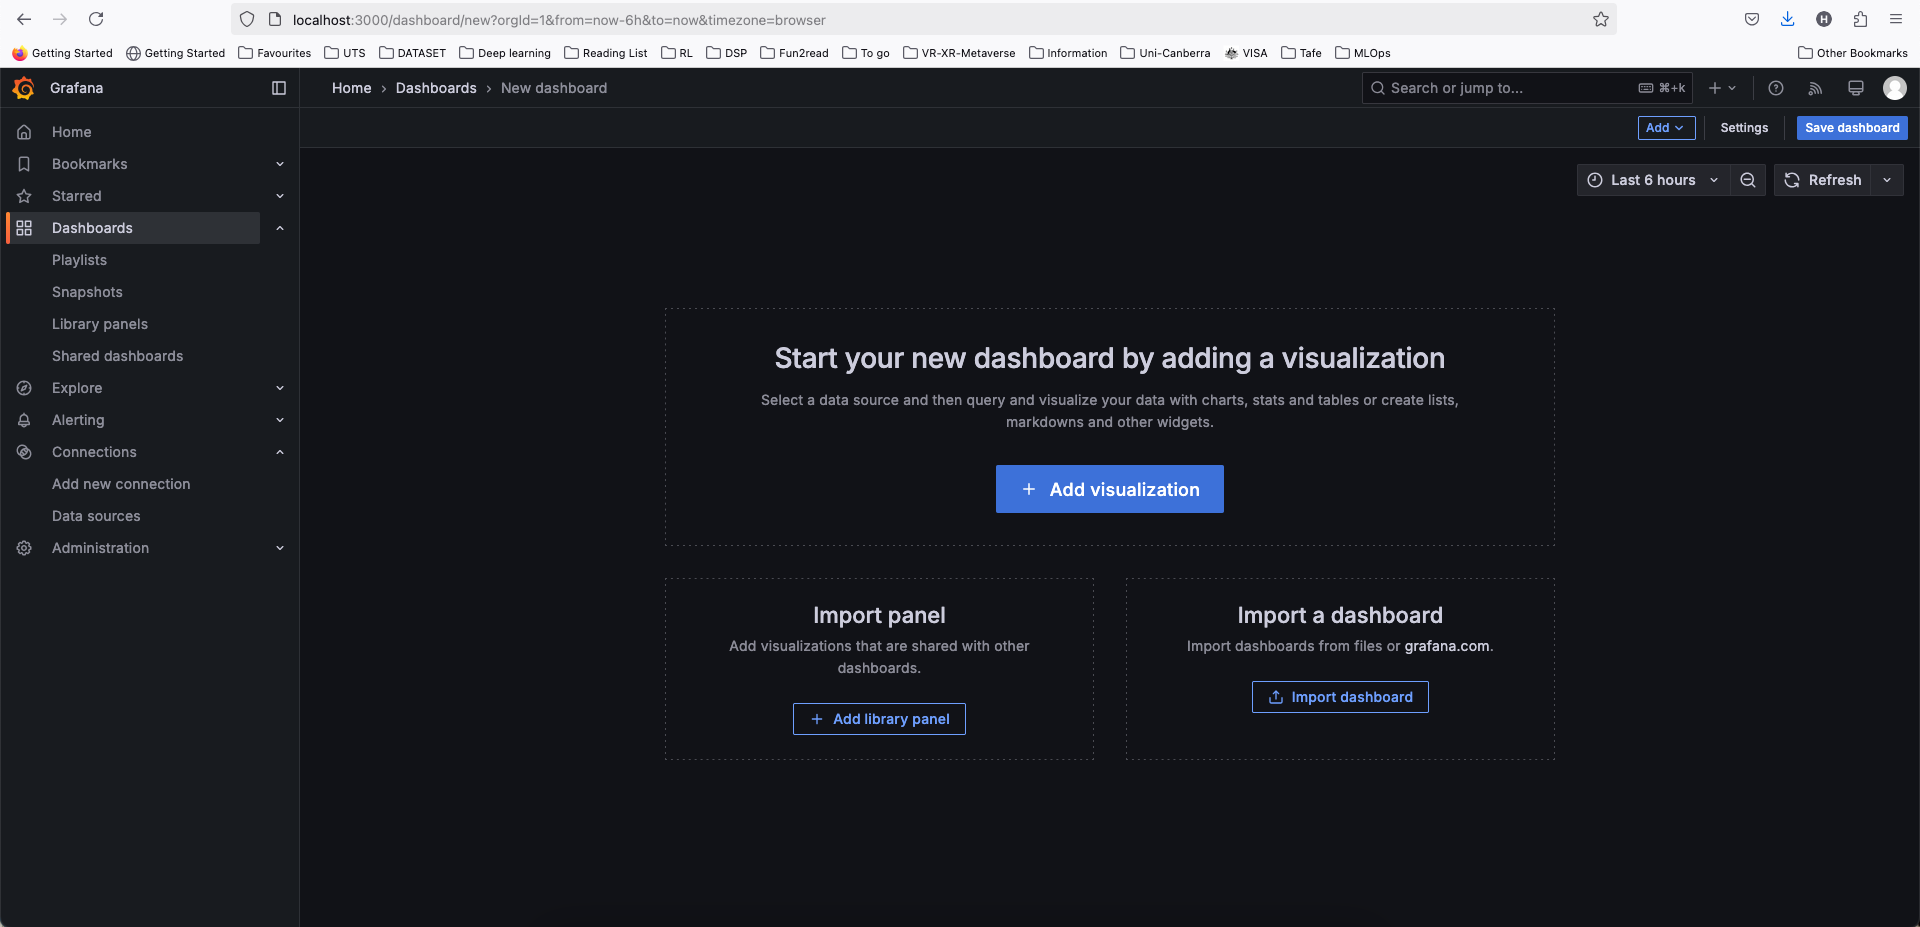 localhost:3000/dashboard/new?orgId=1&from=now-6h&to=now&timezone=browser
H
Getting Started Getting Started Favourites UTS DATASET Deep learning Reading List RL DSP Fun2read To go VR-XR-Metaverse Information Uni-Canberra VISA Tafe MLOps Other Bookmarks
Grafana
Home › Dashboards › New dashboard
Search or jump to... ⌘+k
Add Settings Save dashboard
Last 6 hours Refresh
Home
Bookmarks
Starred
Dashboards
Playlists
Snapshots
Library panels
Shared dashboards
Explore
Alerting
Connections
Add new connection
Data sources
Administration
Start your new dashboard by adding a visualization
Select a data source and then query and visualize your data with charts, stats and tables or create lists,
markdowns and other widgets.
+ Add visualization
Import panel
Add visualizations that are shared with other
dashboards.
+ Add library panel
Import a dashboard
Import dashboards from files or grafana.com.
Import dashboard